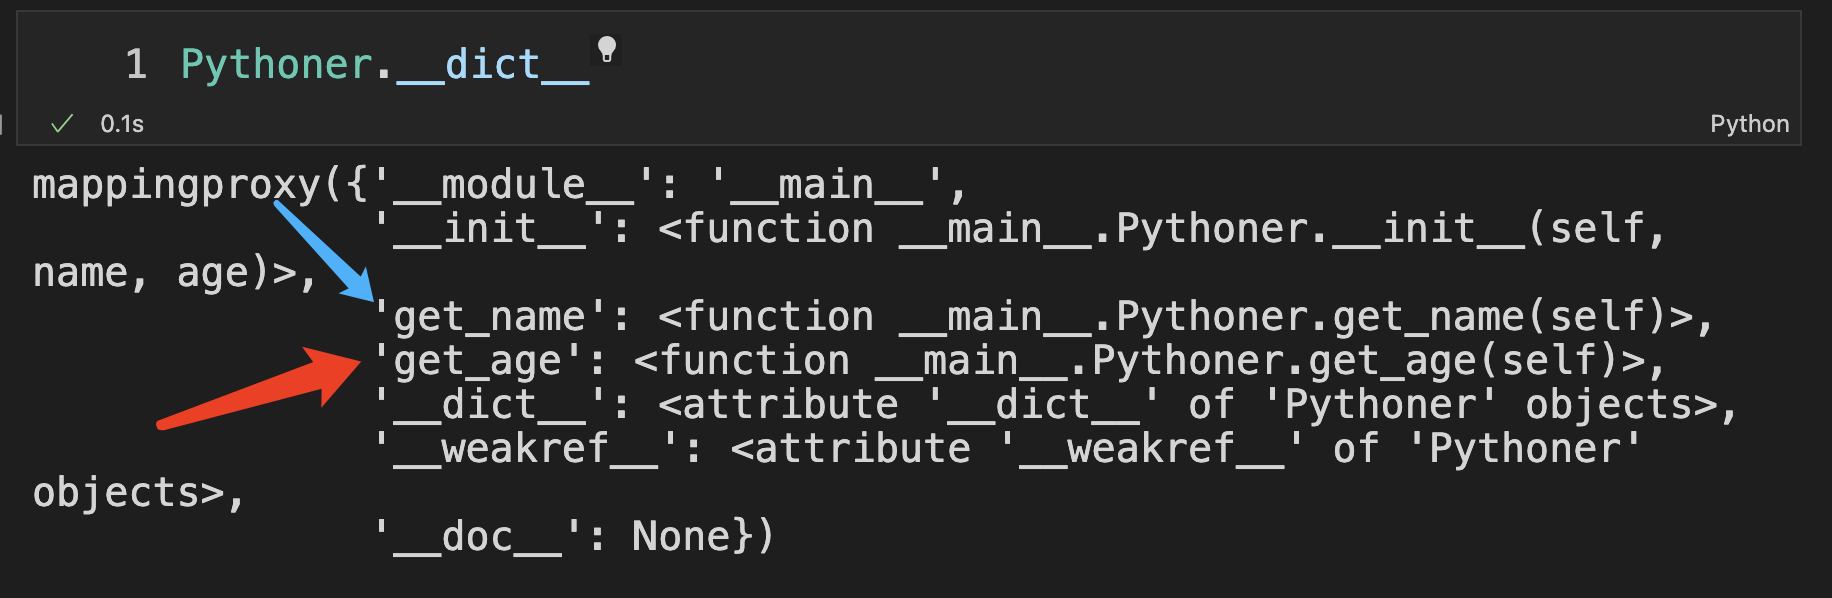 1 Pythoner.__dict__
0.1s
Python
mappingproxy({'__module__': '__main__',
'__init__': <function __main__.Pythoner.__init__(self,
name, age)>,
'get_name': <function __main__.Pythoner.get_name(self)>,
'get_age': <function __main__.Pythoner.get_age(self)>,
'__dict__': <attribute '__dict__' of 'Pythoner' objects>,
'__weakref__': <attribute '__weakref__' of 'Pythoner'
objects>,
'__doc__': None})